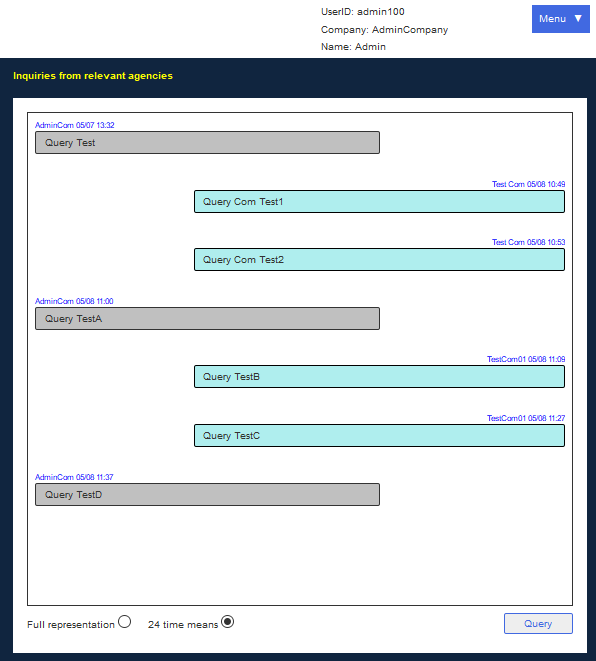 UserID: admin100
Company: AdminCompany
Name: Admin
Menu ▼
Inquiries from relevant agencies
AdminCom 05/07 13:32
Query Test
Test Com 05/08 10:49
Query Com Test1
Test Com 05/08 10:53
Query Com Test2
AdminCom 05/08 11:00
Query TestA
TestCom01 05/08 11:09
Query TestB
TestCom01 05/08 11:27
Query TestC
AdminCom 05/08 11:37
Query TestD
Full representation 24 time means Query